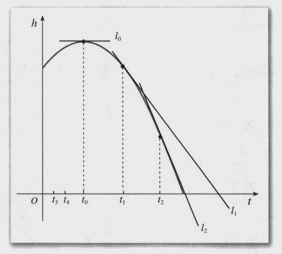 h
l₀
O
t₃ t₄ t₀ t₁ t₂ t
l₁
l₂